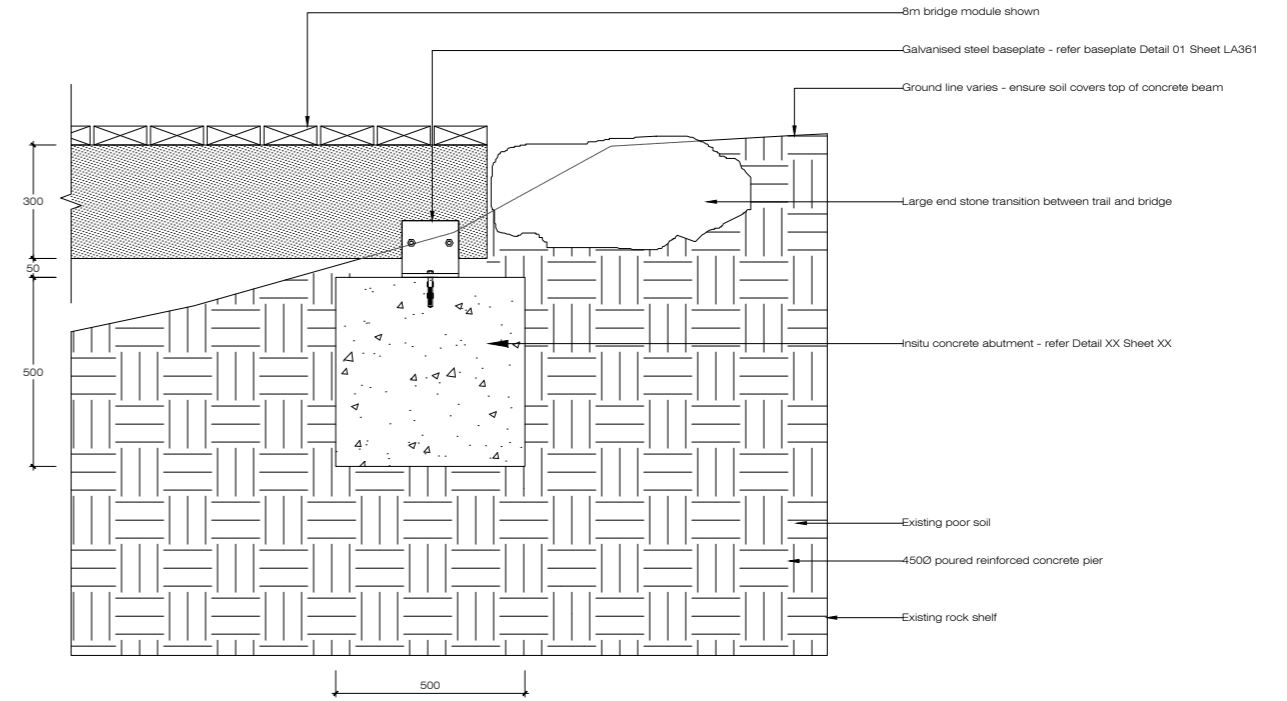 8m bridge module shown
Galvanised steel baseplate - refer baseplate Detail 01 Sheet LA361
Ground line varies - ensure soil covers top of concrete beam
300
Large end stone transition between trail and bridge
50
Insitu concrete abutment - refer Detail XX Sheet XX
500
Existing poor soil
450Ø poured reinforced concrete pier
Existing rock shelf
500